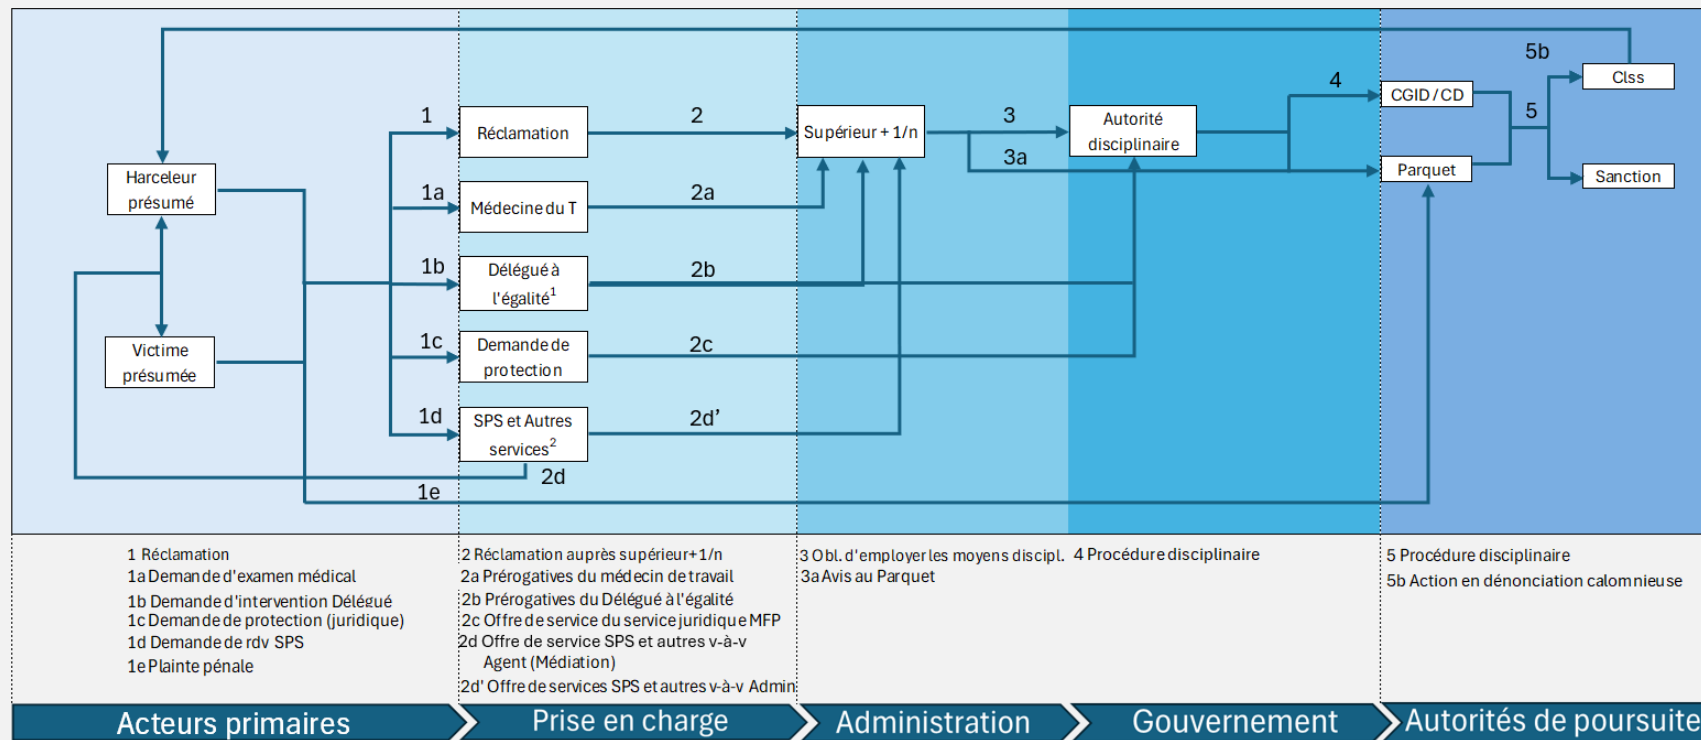 5b
Clss
4
CGID / CD
1
2
3
5
Réclamation
Supérieur + 1/n
Autorité
disciplinaire
3a
Harceleur
présumé
Parquet
Sanction
1a
Médecine du T
2a
1b
Délégué à
l'égalité1
2b
Victime
présumée
1c
Demande de
protection
2c
1d
SPS et Autres
services2
2d’
2d
1e
1 Réclamation
1a Demande d'examen médical
1b Demande d'intervention Délégué
1c Demande de protection (juridique)
1d Demande de rdv SPS
1e Plainte pénale
2 Réclamation auprès supérieur+1/n
2a Prérogatives du médecin de travail
2b Prérogatives du Délégué à l'égalité
2c Offre de service du service juridique MFP
2d Offre de service SPS et autres v-à-v
Agent (Médiation)
2d' Offre de services SPS et autres v-à-v Admin
3 Obl. d'employer les moyens discipl.
3a Avis au Parquet
4 Procédure disciplinaire
5 Procédure disciplinaire
5b Action en dénonciation calomnieuse
Acteurs primaires
Prise en charge
Administration
Gouvernement
Autorités de poursuite